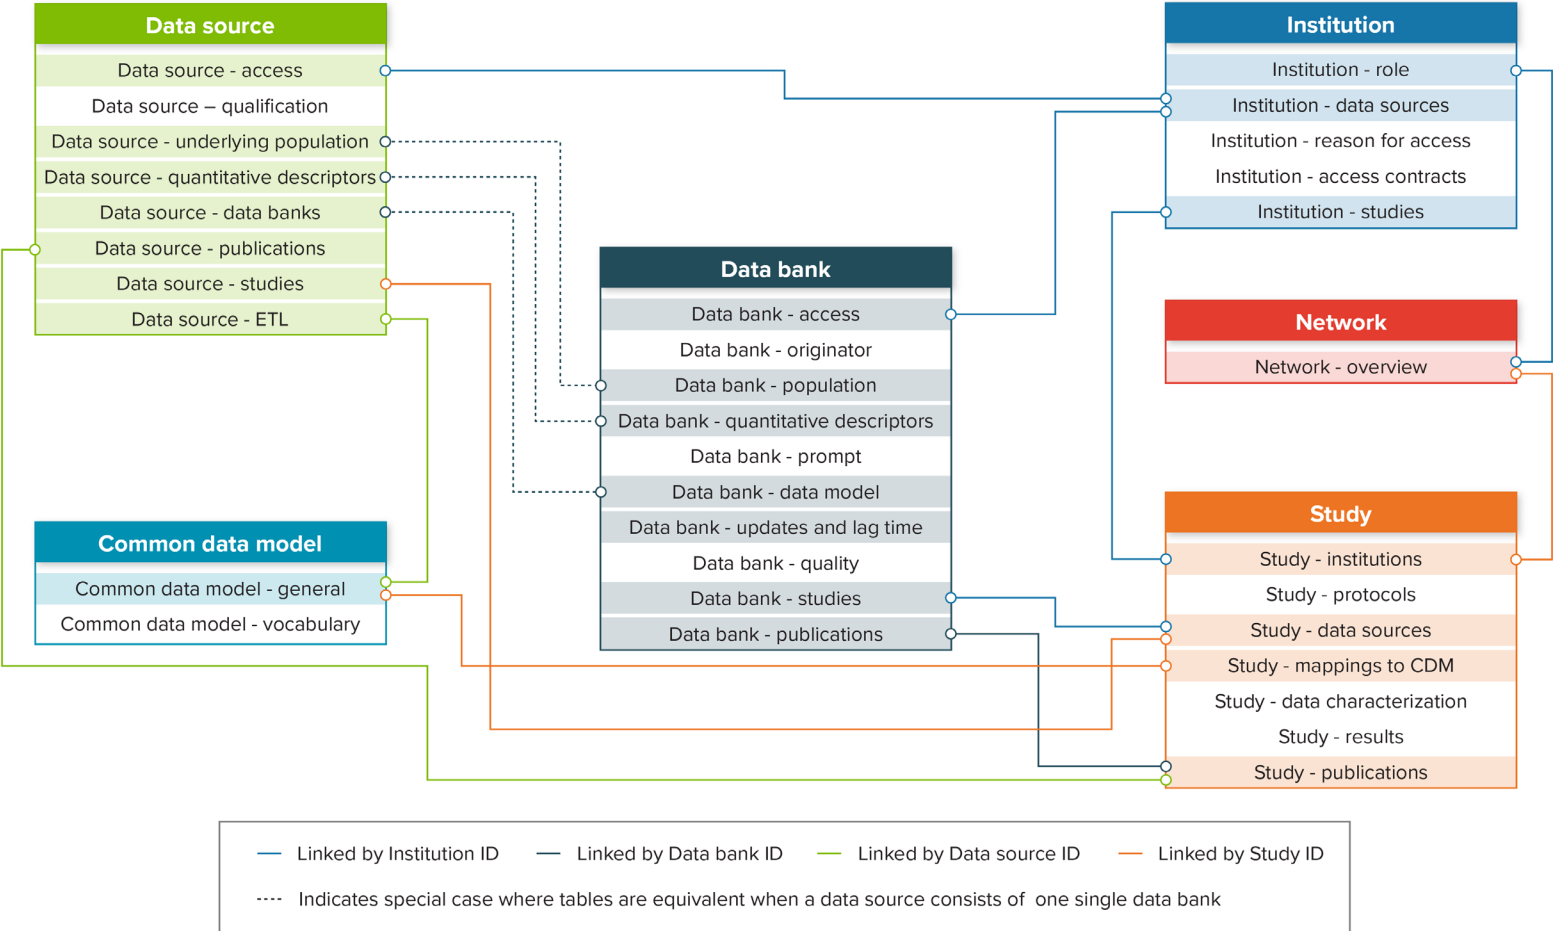 Data source
Data source - access
Data source – qualification
Data source - underlying population
Data source - quantitative descriptors
Data source - data banks
Data source - publications
Data source - studies
Data source - ETL
Common data model
Common data model - general
Common data model - vocabulary
Data bank
Data bank - access
Data bank - originator
Data bank - population
Data bank - quantitative descriptors
Data bank - prompt
Data bank - data model
Data bank - updates and lag time
Data bank - quality
Data bank - studies
Data bank - publications
Institution
Institution - role
Institution - data sources
Institution - reason for access
Institution - access contracts
Institution - studies
Network
Network - overview
Study
Study - institutions
Study - protocols
Study - data sources
Study - mappings to CDM
Study - data characterization
Study - results
Study - publications
Linked by Institution ID
Linked by Data bank ID
Linked by Data source ID
Linked by Study ID
Indicates special case where tables are equivalent when a data source consists of one single data bank